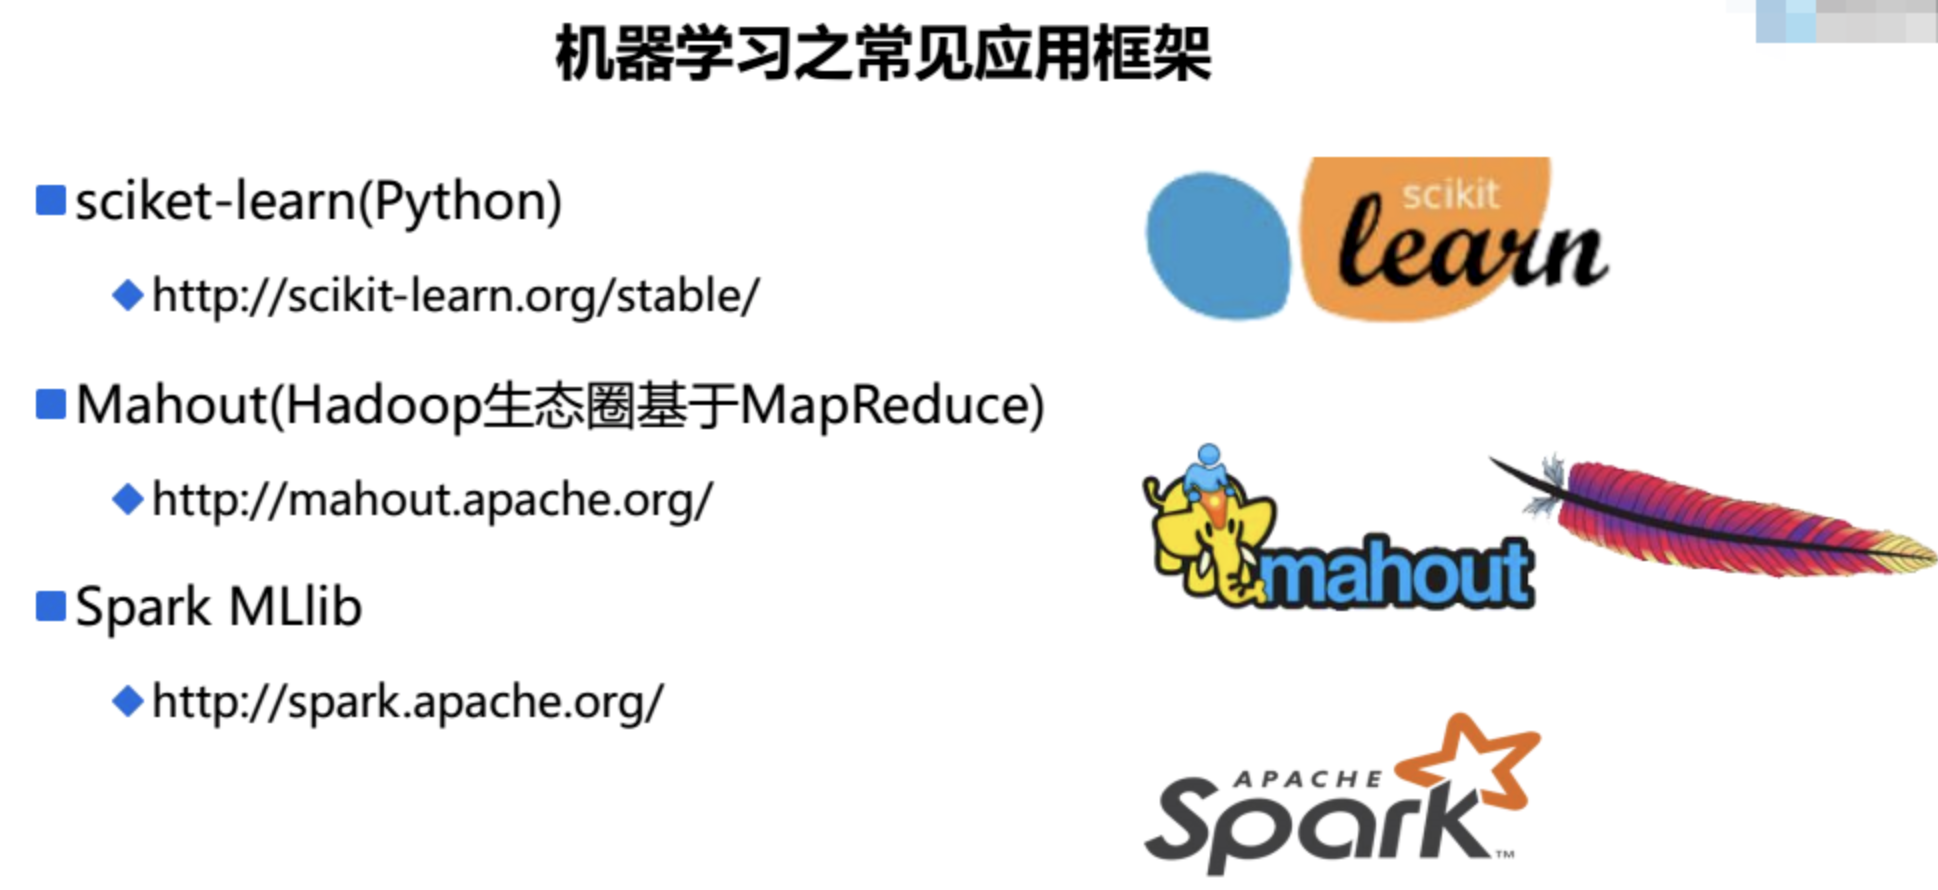 机器学习之常见应用框架
sciket-learn(Python)
http://scikit-learn.org/stable/
scikit
learn
Mahout(Hadoop生态圈基于MapReduce)
http://mahout.apache.org/
mahout
Spark MLlib
http://spark.apache.org/
APACHE
Spark™